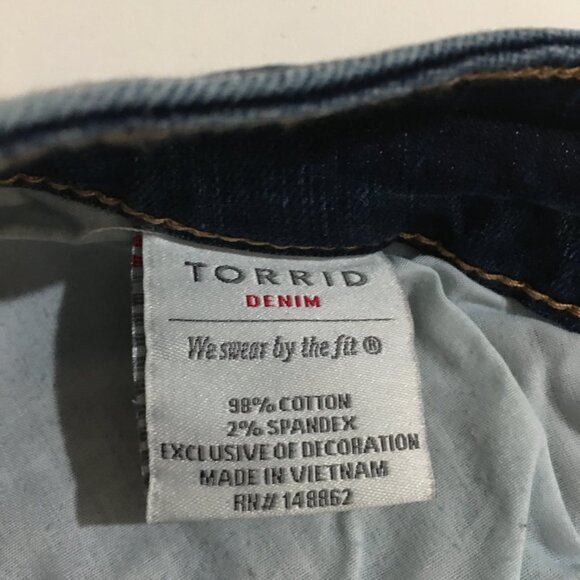 TORRID
DENIM
We swear by the fit ®
98% COTTON
2% SPANDEX
EXCLUSIVE OF DECORATION
MADE IN VIETNAM
RN# 148862